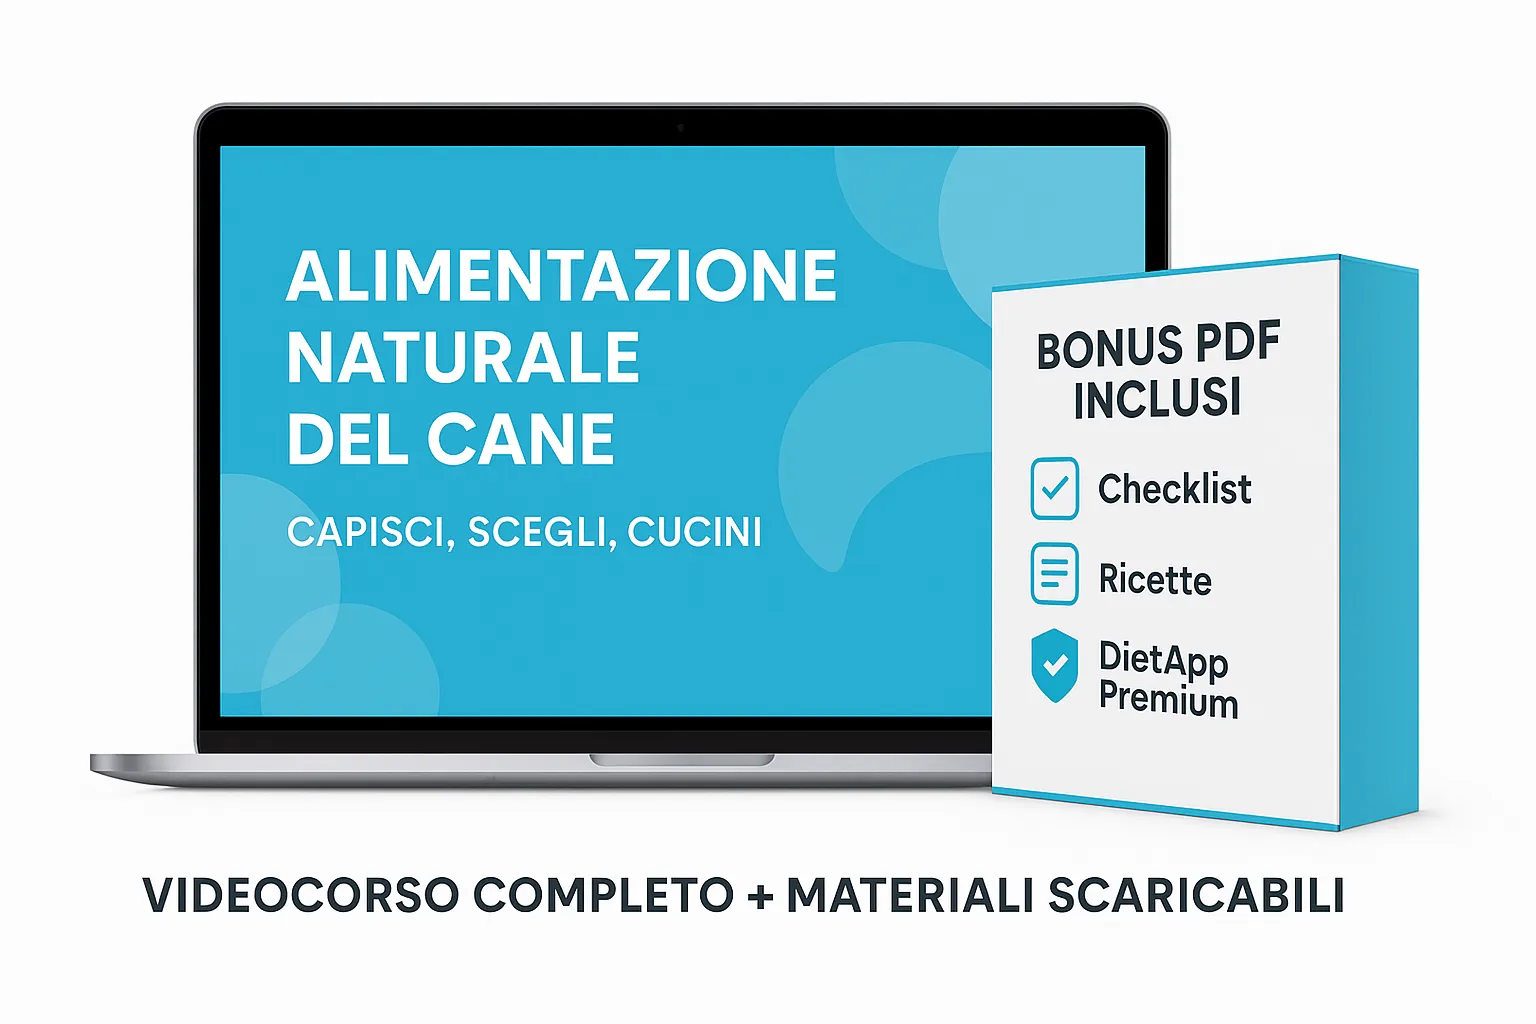 ALIMENTAZIONE
NATURALE
DEL CANE
CAPISCI, SCEGLI, CUCINI
BONUS PDF
INCLUSI
Checklist
Ricette
DietApp
Premium
VIDEOCORSO COMPLETO + MATERIALI SCARICABILI